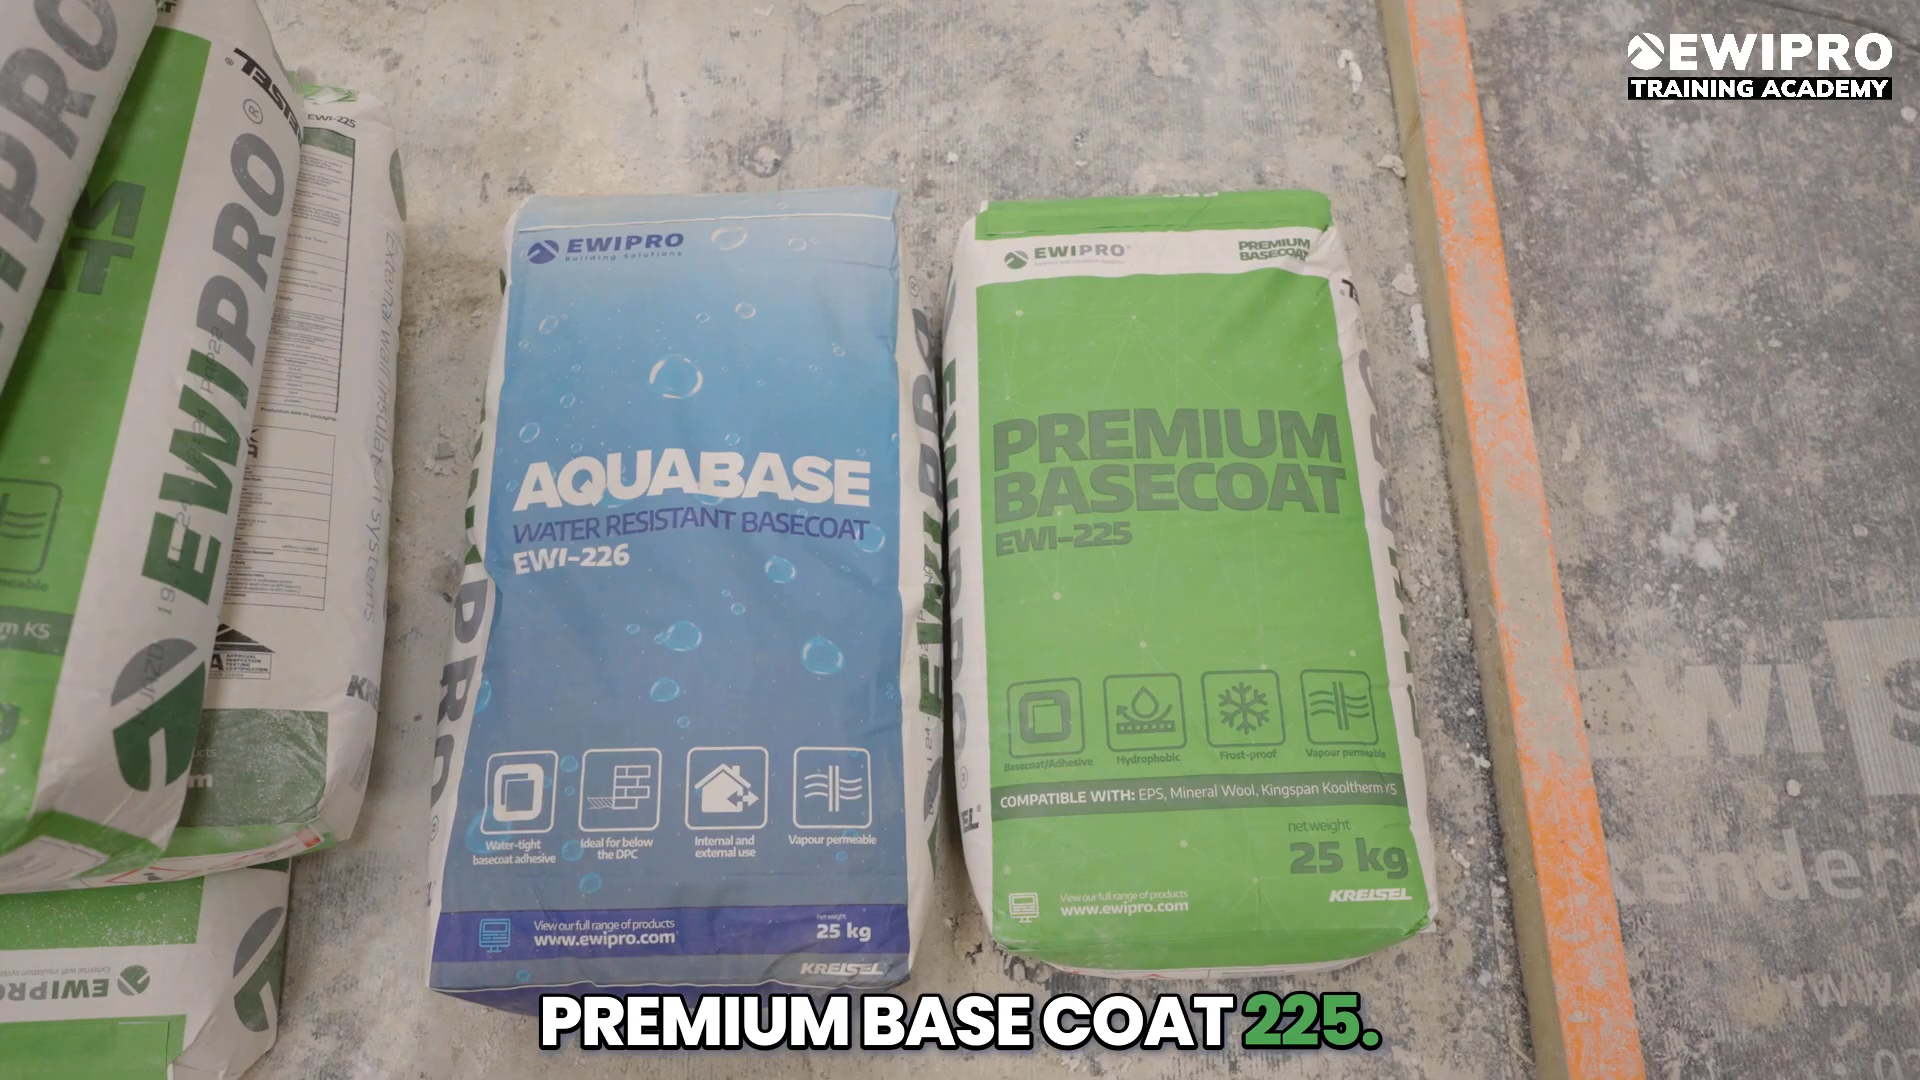 EWIPRO
TRAINING ACADEMY
EWIPRO
EWI-225
External wall insulation systems
EWIPRO
Building Solutions
AQUABASE
WATER RESISTANT BASECOAT
EWI-226
Water-tight
basecoat adhesive
Ideal for below
the DPC
Internal and
external use
Vapour permeable
View our full range of products
www.ewipro.com
net weight
25 kg
KREISEL
EWIPRO
PREMIUM
BASECOAT
PREMIUM
BASECOAT
EWI-225
Basecoat/Adhesive
Hydrophobic
Frost-proof
Vapour permeable
COMPATIBLE WITH: EPS, Mineral Wool, Kingspan Kooltherm K5
net weight
25 kg
View our full range of products
www.ewipro.com
KREISEL
EWIPRO
PREMIUM BASE COAT 225.